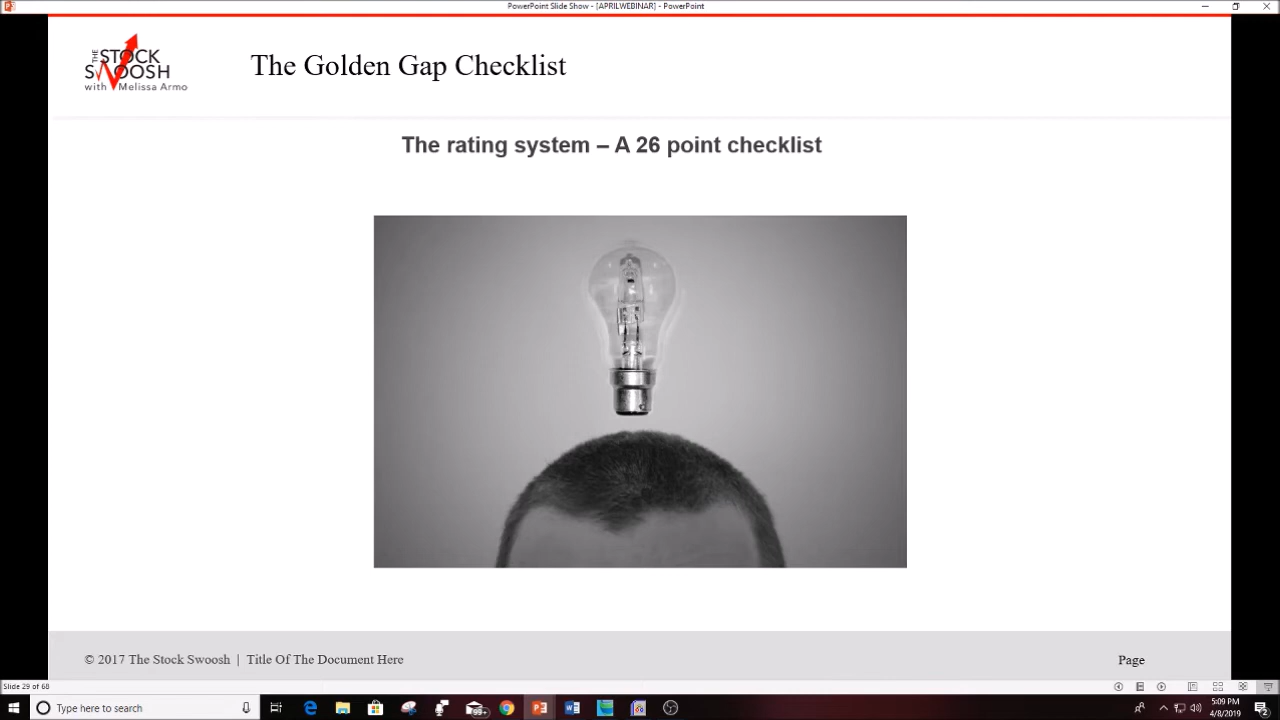 PowerPoint Slide Show - [APRILWEBINAR] - PowerPoint
THE
STOCK
SWOOSH
with Melissa Armo
The Golden Gap Checklist
The rating system – A 26 point checklist
© 2017 The Stock Swoosh | Title Of The Document Here
Page
Slide 29 of 68
Type here to search
99+
5:09 PM
4/8/2019
2